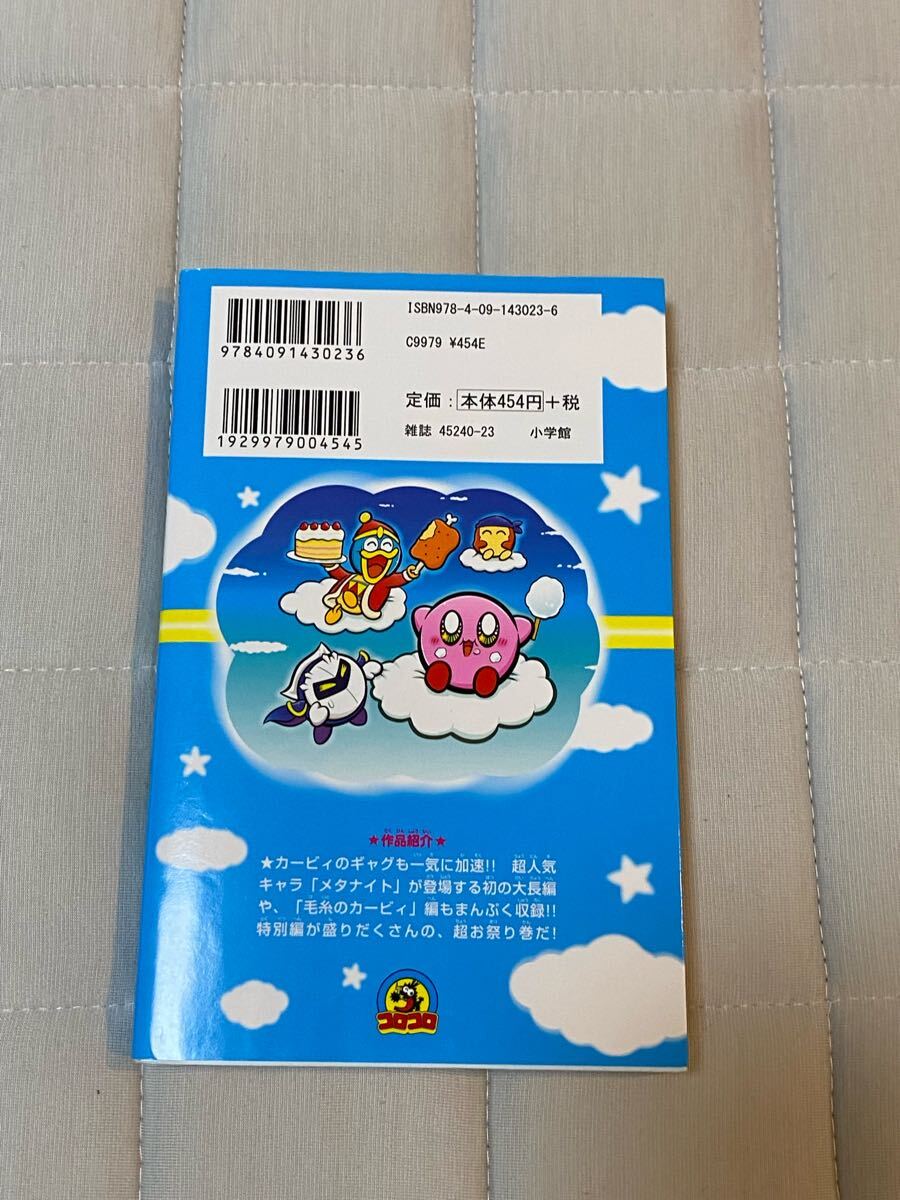 ISBN978-4-09-143023-6
9784091430236
C9979 ¥454E
定価：本体454円+税
1929979004545
雑誌 45240-23 小学館
★作品紹介★
★カービィのギャグも一気に加速!! 超人気
キャラ「メタナイト」が登場する初の大長編
や、「毛糸のカービィ」編もまんぷく収録!!
特別編が盛りだくさんの、超お祭り巻だ!
コロコロ